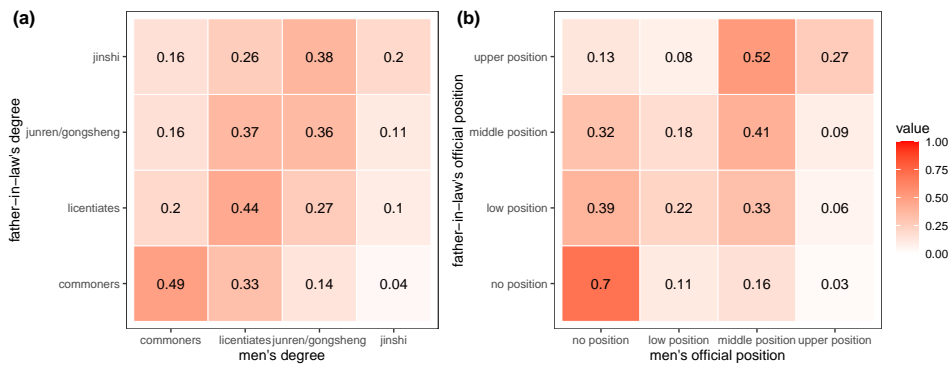 (a)
father-in-law's degree
jinshi
0.16 0.26 0.38 0.2
junren/gongsheng
0.16 0.37 0.36 0.11
licentiates
0.2 0.44 0.27 0.1
commoners
0.49 0.33 0.14 0.04
commoners licentiates junren/gongsheng jinshi
men's degree
(b)
father-in-law's official position
upper position
0.13 0.08 0.52 0.27
middle position
0.32 0.18 0.41 0.09
low position
0.39 0.22 0.33 0.06
no position
0.7 0.11 0.16 0.03
no position low position middle position upper position
men's official position
value
1.00
0.75
0.50
0.25
0.00